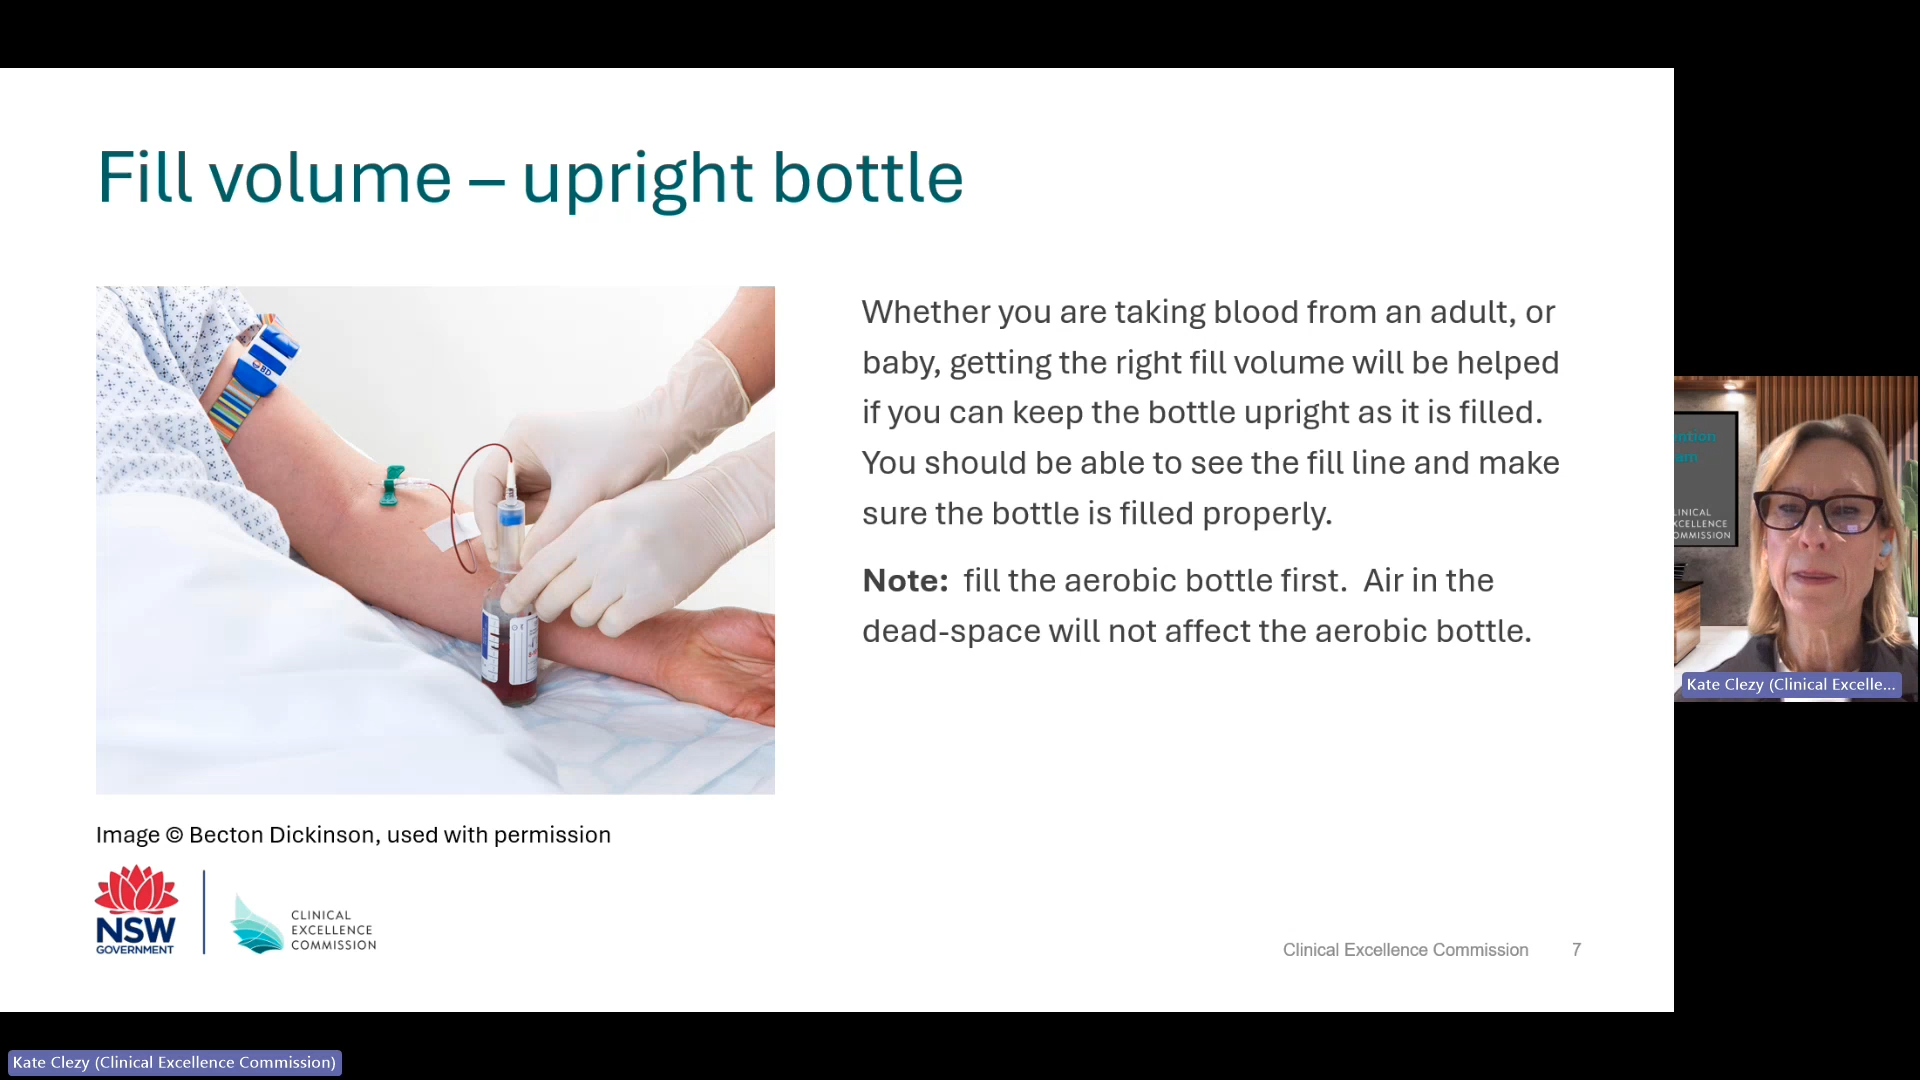 Fill volume – upright bottle
Whether you are taking blood from an adult, or
baby, getting the right fill volume will be helped
if you can keep the bottle upright as it is filled.
You should be able to see the fill line and make
sure the bottle is filled properly.
Note: fill the aerobic bottle first. Air in the
dead-space will not affect the aerobic bottle.
BD
Image © Becton Dickinson, used with permission
NSW
GOVERNMENT
CLINICAL
EXCELLENCE
COMMISSION
Clinical Excellence Commission 7
Kate Clezy (Clinical Excelle...
Kate Clezy (Clinical Excellence Commission)